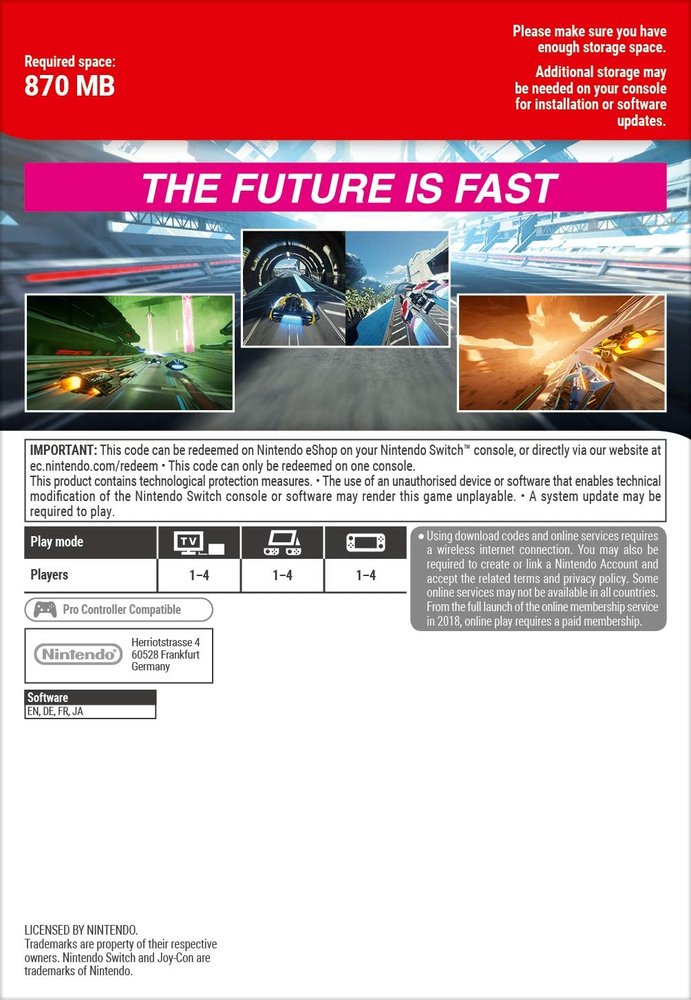 Required space:
870 MB
Please make sure you have
enough storage space.
Additional storage may
be needed on your console
for installation or software
updates.
THE FUTURE IS FAST
IMPORTANT: This code can be redeemed on Nintendo eShop on your Nintendo Switch™ console, or directly via our website at
ec.nintendo.com/redeem • This code can only be redeemed on one console.
This product contains technological protection measures. • The use of an unauthorised device or software that enables technical
modification of the Nintendo Switch console or software may render this game unplayable. • A system update may be
required to play.
Play mode
TV
Players 1–4 1–4 1–4
• Using download codes and online services requires
a wireless internet connection. You may also be
required to create or link a Nintendo Account and
accept the related terms and privacy policy. Some
online services may not be available in all countries.
From the full launch of the online membership service
in 2018, online play requires a paid membership.
Pro Controller Compatible
Nintendo®
Herriotstrasse 4
60528 Frankfurt
Germany
Software
EN, DE, FR, JA
LICENSED BY NINTENDO.
Trademarks are property of their respective
owners. Nintendo Switch and Joy-Con are
trademarks of Nintendo.